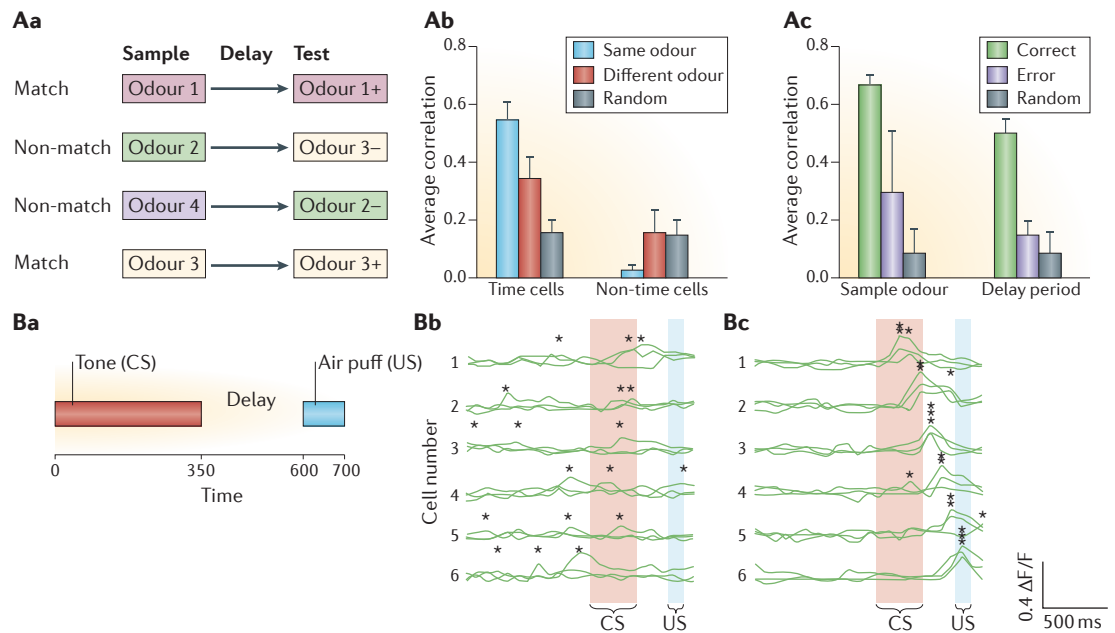 Aa
Sample Delay Test
Match Odour 1 Odour 1+
Non-match Odour 2 Odour 3–
Non-match Odour 4 Odour 2–
Match Odour 3 Odour 3+
Ab
0.8
0.6
0.4
0.2
0.0
Average correlation
Same odour
Different odour
Random
Time cells Non-time cells
Ac
0.8
0.6
0.4
0.2
0.0
Average correlation
Correct
Error
Random
Sample odour Delay period
Ba
Tone (CS) Air puff (US)
Delay
0 350 600 700
Time
Bb
Cell number
* * *
1
* * *
2
* * *
3
* * *
4
* * *
5
* * *
6
CS US
Bc
* * *
1
* * *
2
* * *
3
* * *
4
* * *
5
* * *
6
CS US
0.4 ΔF/F
500 ms